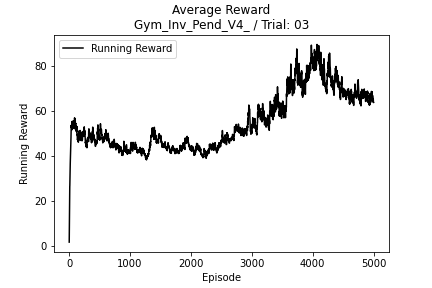 Average Reward
Gym_Inv_Pend_V4_ / Trial: 03
Running Reward
Running Reward
80
60
40
20
0
0 1000 2000 3000 4000 5000
Episode